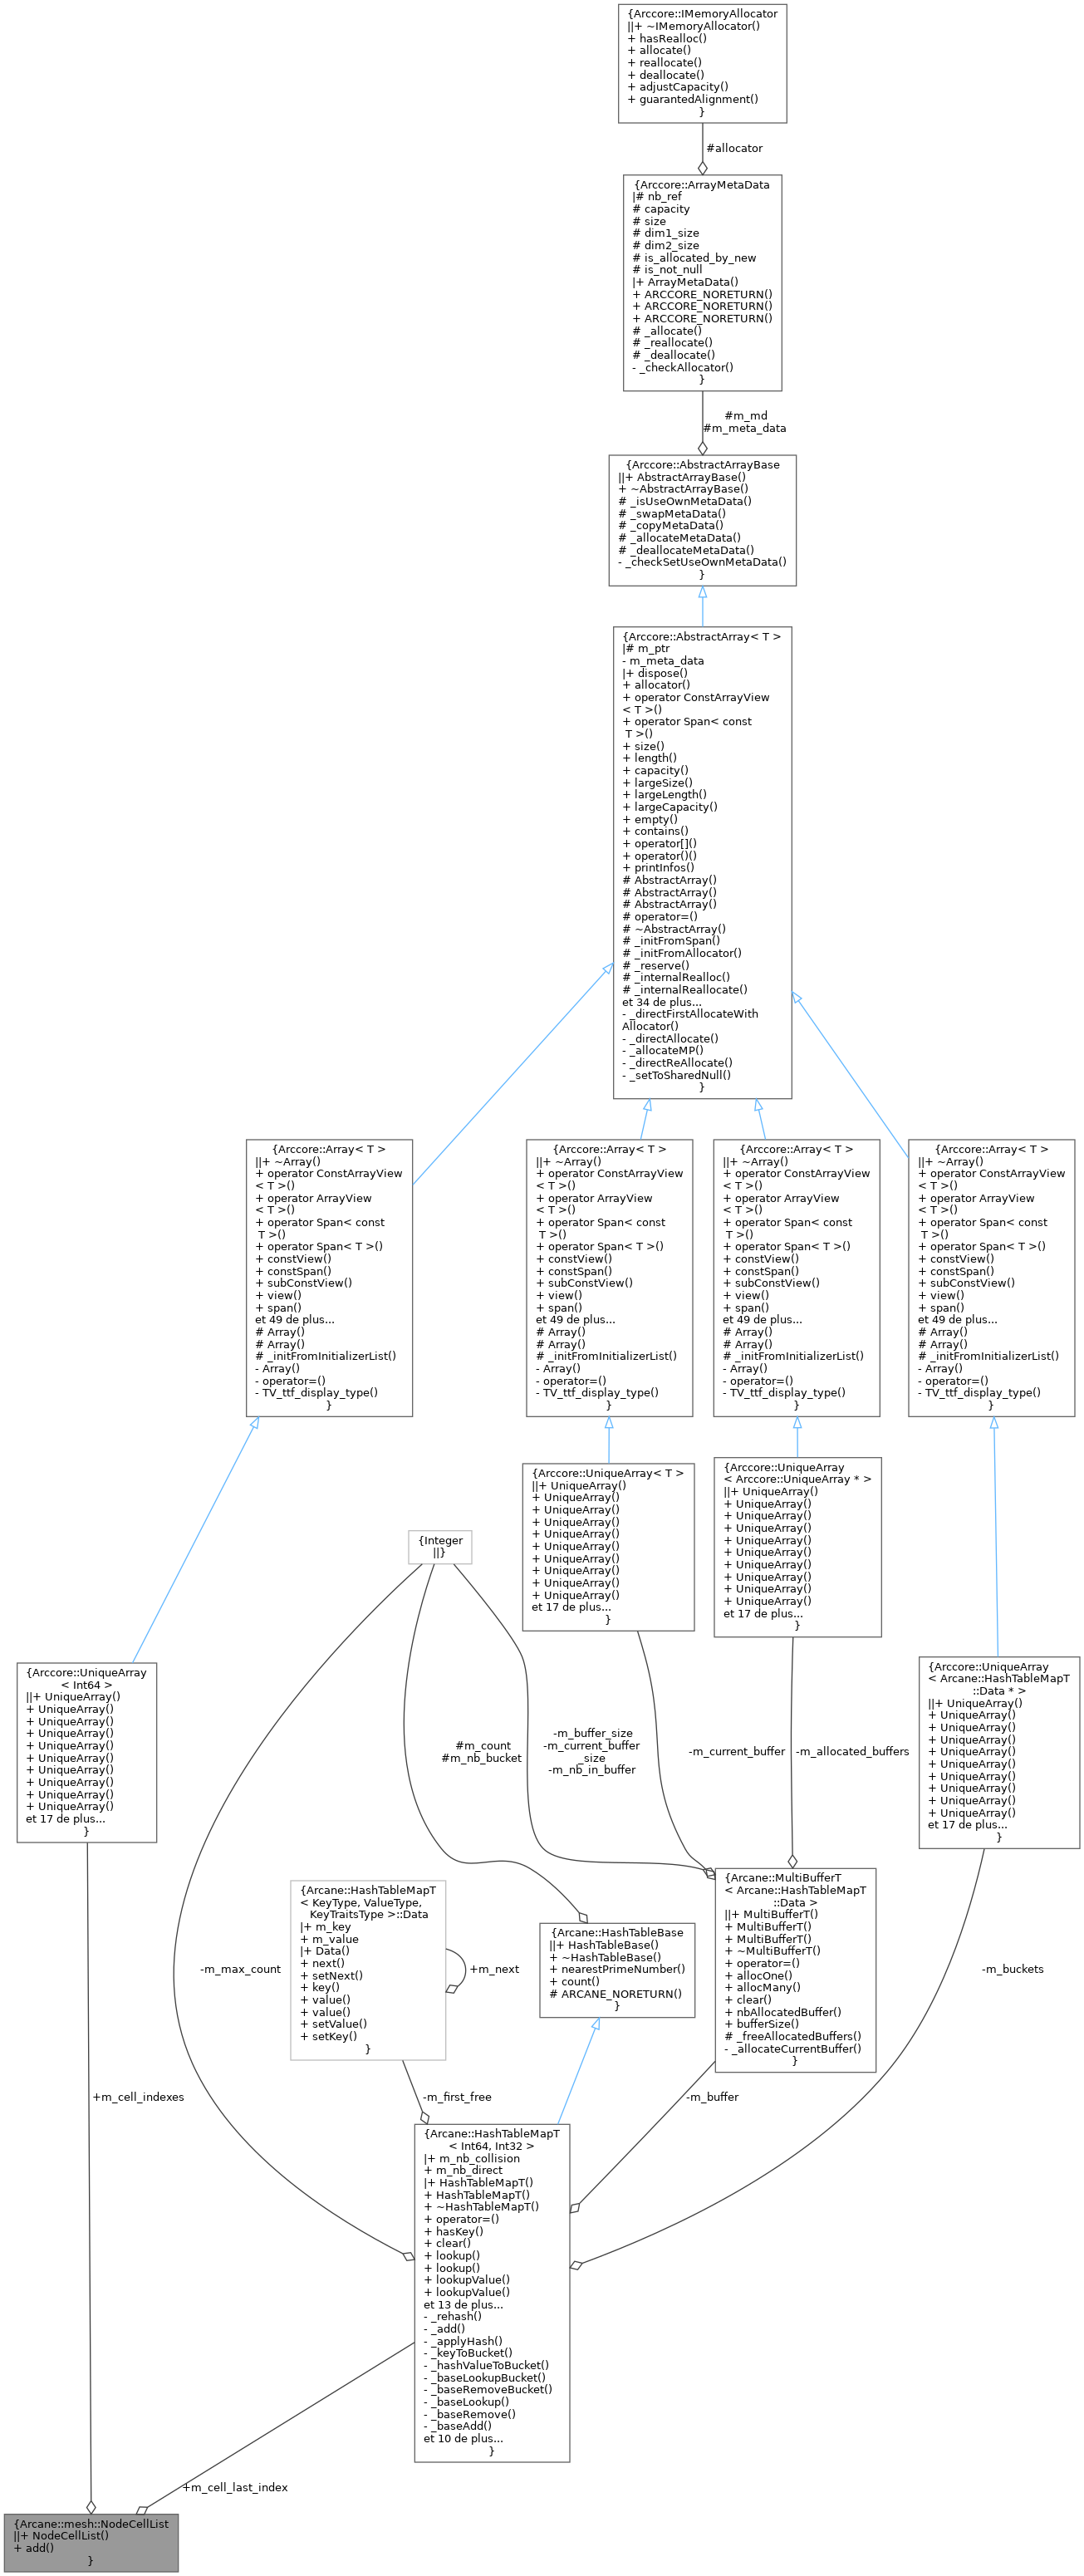 {Arccore::IMemoryAllocator
||+ ~IMemoryAllocator()
+ hasRealloc()
+ allocate()
+ reallocate()
+ deallocate()
+ adjustCapacity()
+ guarantedAlignment()
}
#allocator
{Arccore::ArrayMetaData
|# nb_ref
# capacity
# size
# dim1_size
# dim2_size
# is_allocated_by_new
# is_not_null
|+ ArrayMetaData()
+ ARCCORE_NORETURN()
+ ARCCORE_NORETURN()
+ ARCCORE_NORETURN()
# _allocate()
# _reallocate()
# _deallocate()
- _checkAllocator()
}
#m_md
#m_meta_data
{Arccore::AbstractArrayBase
||+ AbstractArrayBase()
+ ~AbstractArrayBase()
# _isUseOwnMetaData()
# _swapMetaData()
# _copyMetaData()
# _allocateMetaData()
# _deallocateMetaData()
- _checkSetUseOwnMetaData()
}
{Arccore::AbstractArray< T >
|# m_ptr
- m_meta_data
|+ dispose()
+ allocator()
+ operator ConstArrayView
< T >()
+ operator Span< const
T >()
+ size()
+ length()
+ capacity()
+ largeSize()
+ largeLength()
+ largeCapacity()
+ empty()
+ contains()
+ operator[]()
+ operator()()
+ printInfos()
# AbstractArray()
# AbstractArray()
# AbstractArray()
# operator=()
# ~AbstractArray()
# _initFromSpan()
# _initFromAllocator()
# _reserve()
# _internalRealloc()
# _internalReallocate()
et 34 de plus...
- _directFirstAllocateWith
Allocator()
- _directAllocate()
- _allocateMP()
- _directReAllocate()
- _setToSharedNull()
}
{Arccore::Array< T >
||+ ~Array()
+ operator ConstArrayView
< T >()
+ operator ArrayView
< T >()
+ operator Span< const
T >()
+ operator Span< T >()
+ constView()
+ constSpan()
+ subConstView()
+ view()
+ span()
et 49 de plus...
# Array()
# Array()
# _initFromInitializerList()
- Array()
- operator=()
- TV_ttf_display_type()
}
{Arccore::Array< T >
||+ ~Array()
+ operator ConstArrayView
< T >()
+ operator ArrayView
< T >()
+ operator Span< const
T >()
+ operator Span< T >()
+ constView()
+ constSpan()
+ subConstView()
+ view()
+ span()
et 49 de plus...
# Array()
# Array()
# _initFromInitializerList()
- Array()
- operator=()
- TV_ttf_display_type()
}
{Arccore::Array< T >
||+ ~Array()
+ operator ConstArrayView
< T >()
+ operator ArrayView
< T >()
+ operator Span< const
T >()
+ operator Span< T >()
+ constView()
+ constSpan()
+ subConstView()
+ view()
+ span()
et 49 de plus...
# Array()
# Array()
# _initFromInitializerList()
- Array()
- operator=()
- TV_ttf_display_type()
}
{Arccore::Array< T >
||+ ~Array()
+ operator ConstArrayView
< T >()
+ operator ArrayView
< T >()
+ operator Span< const
T >()
+ operator Span< T >()
+ constView()
+ constSpan()
+ subConstView()
+ view()
+ span()
et 49 de plus...
# Array()
# Array()
# _initFromInitializerList()
- Array()
- operator=()
- TV_ttf_display_type()
}
{Arccore::UniqueArray< T >
||+ UniqueArray()
+ UniqueArray()
+ UniqueArray()
+ UniqueArray()
+ UniqueArray()
+ UniqueArray()
+ UniqueArray()
+ UniqueArray()
+ UniqueArray()
+ UniqueArray()
et 17 de plus...
}
{Arccore::UniqueArray
< Arccore::UniqueArray * >
||+ UniqueArray()
+ UniqueArray()
+ UniqueArray()
+ UniqueArray()
+ UniqueArray()
+ UniqueArray()
+ UniqueArray()
+ UniqueArray()
+ UniqueArray()
+ UniqueArray()
et 17 de plus...
}
{Integer
||}
{Arccore::UniqueArray
< Int64 >
||+ UniqueArray()
+ UniqueArray()
+ UniqueArray()
+ UniqueArray()
+ UniqueArray()
+ UniqueArray()
+ UniqueArray()
+ UniqueArray()
+ UniqueArray()
+ UniqueArray()
et 17 de plus...
}
{Arccore::UniqueArray
< Arcane::HashTableMapT
::Data * >
||+ UniqueArray()
+ UniqueArray()
+ UniqueArray()
+ UniqueArray()
+ UniqueArray()
+ UniqueArray()
+ UniqueArray()
+ UniqueArray()
+ UniqueArray()
+ UniqueArray()
et 17 de plus...
}
#m_count
#m_nb_bucket
-m_buffer_size
-m_current_buffer
_size
-m_nb_in_buffer
-m_current_buffer
-m_allocated_buffers
{Arcane::HashTableMapT
< KeyType, ValueType,
KeyTraitsType >::Data
|+ m_key
+ m_value
|+ Data()
+ next()
+ setNext()
+ key()
+ value()
+ value()
+ setValue()
+ setKey()
}
+m_next
{Arcane::HashTableBase
||+ HashTableBase()
+ ~HashTableBase()
+ nearestPrimeNumber()
+ count()
# ARCANE_NORETURN()
}
{Arcane::MultiBufferT
< Arcane::HashTableMapT
::Data >
||+ MultiBufferT()
+ MultiBufferT()
+ MultiBufferT()
+ ~MultiBufferT()
+ operator=()
+ allocOne()
+ allocMany()
+ clear()
+ nbAllocatedBuffer()
+ bufferSize()
# _freeAllocatedBuffers()
- _allocateCurrentBuffer()
}
-m_max_count
-m_buckets
+m_cell_indexes
-m_first_free
-m_buffer
{Arcane::HashTableMapT
< Int64, Int32 >
|+ m_nb_collision
+ m_nb_direct
|+ HashTableMapT()
+ HashTableMapT()
+ ~HashTableMapT()
+ operator=()
+ hasKey()
+ clear()
+ lookup()
+ lookup()
+ lookupValue()
+ lookupValue()
et 13 de plus...
- _rehash()
- _add()
- _applyHash()
- _keyToBucket()
- _hashValueToBucket()
- _baseLookupBucket()
- _baseRemoveBucket()
- _baseLookup()
- _baseRemove()
- _baseAdd()
et 10 de plus...
}
+m_cell_last_index
{Arcane::mesh::NodeCellList
||+ NodeCellList()
+ add()
}